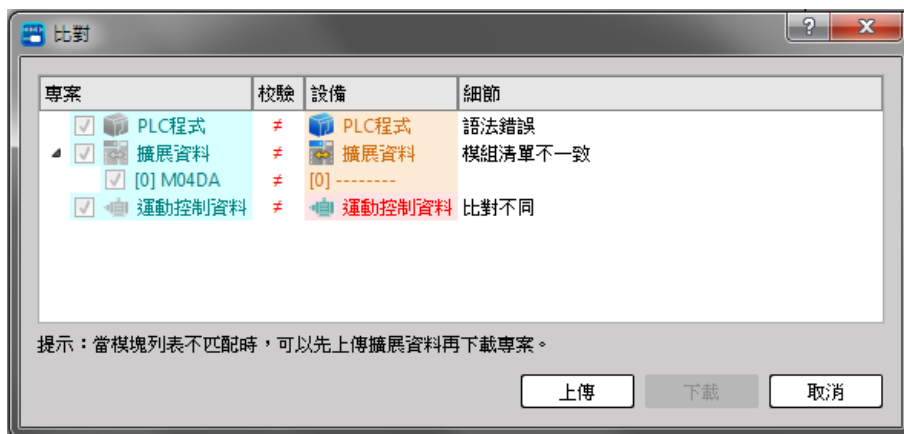 比對
專案 校驗 設備 細節
PLC程式 ≠ PLC程式 語法錯誤
擴展資料 ≠ 擴展資料 模組清單不一致
[0] M04DA ≠ [0] --------
運動控制資料 ≠ 運動控制資料 比對不同
提示：當模塊列表不匹配時，可以先上傳擴展資料再下載專案。
上傳 下載 取消